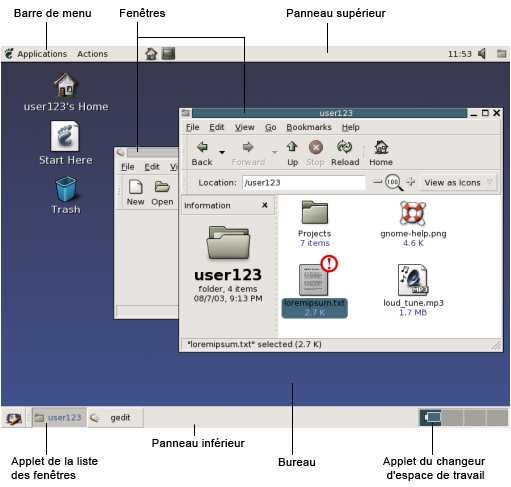 Barre de menu
Fenêtres
Panneau supérieur
Applications Actions
11:53
user123's Home
Start Here
Trash
File Edit Vi
New Open
user123
File Edit View Go Bookmarks Help
Back Forward Up Stop Reload Home
Location: /user123
100
View as Icons
Information x
user123
folder, 4 items
08/7/03, 9:13 PM
Projects
7 items
gnome-help.png
4.6 K
loremipsum.txt
2.7 K
MP3
loud_tune.mp3
1.7 MB
"loremipsum.txt" selected (2.7 K)
user123
gedit
Applet de la liste
des fenêtres
Panneau inférieur
Bureau
Applet du changeur
d'espace de travail